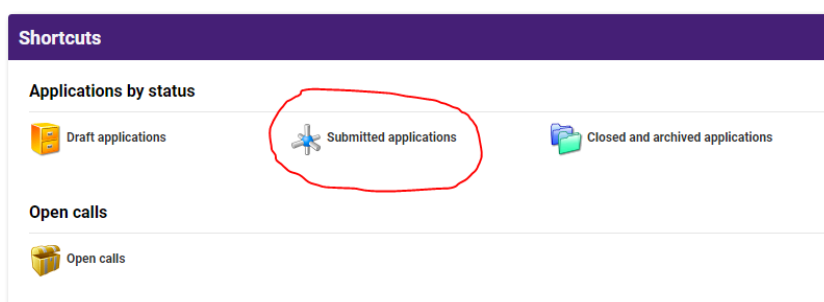 Shortcuts
Applications by status
Draft applications
Submitted applications
Closed and archived applications
Open calls
Open calls